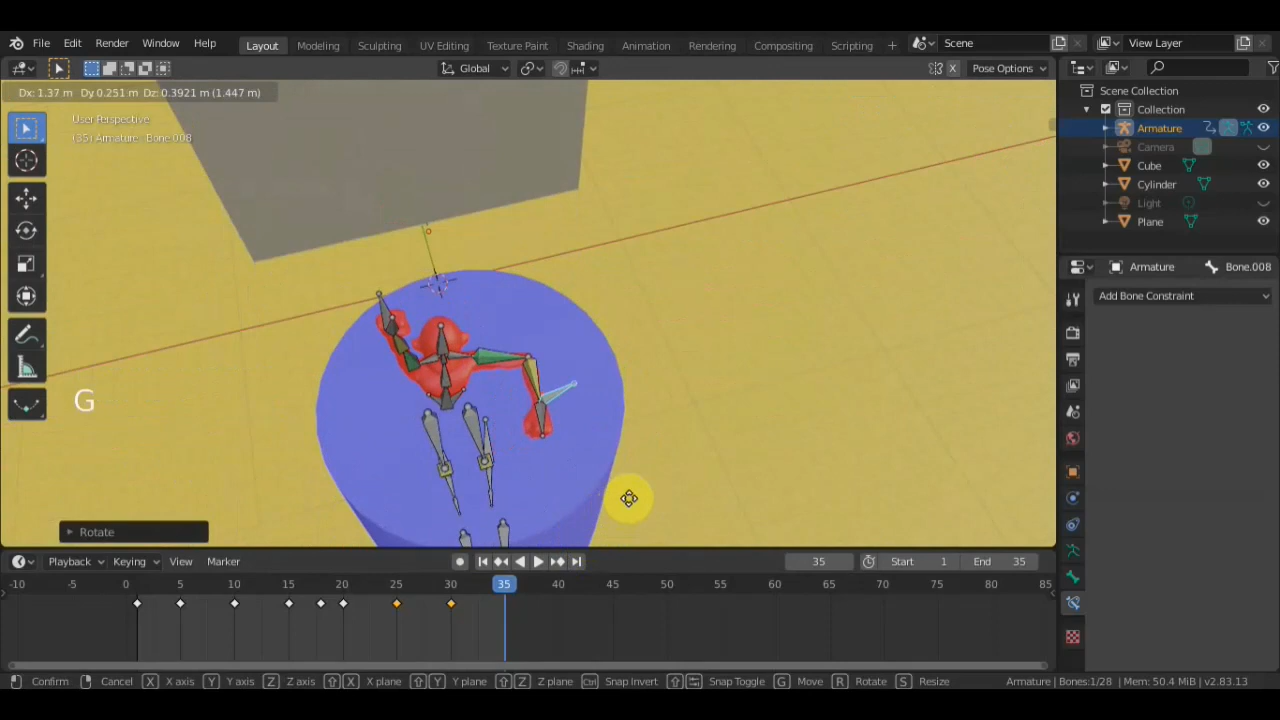 File Edit Render Window Help Layout Modeling Sculpting UV Editing Texture Paint Shading Animation Rendering Compositing Scripting + Scene View Layer
Global X Pose Options
Dx: 1.37 m Dy 0.251 m Dz: 0.3921 m (1.447 m)
User Perspective
(35) Armature : Bone.008
Scene Collection
Collection
Armature
Camera
Cube
Cylinder
Light
Plane
Armature Bone.008
Add Bone Constraint
G
Rotate
Playback Keying View Marker 35 Start 1 End 35
-10 -5 0 5 10 15 20 25 30 35 40 45 50 55 60 65 70 75 80 85
Confirm Cancel X X axis Y Y axis Z Z axis X X plane Y Y plane Z Z plane Ctrl Snap Invert Snap Toggle G Move R Rotate S Resize Armature | Bones:1/28 | Mem: 50.4 MiB | v2.83.13